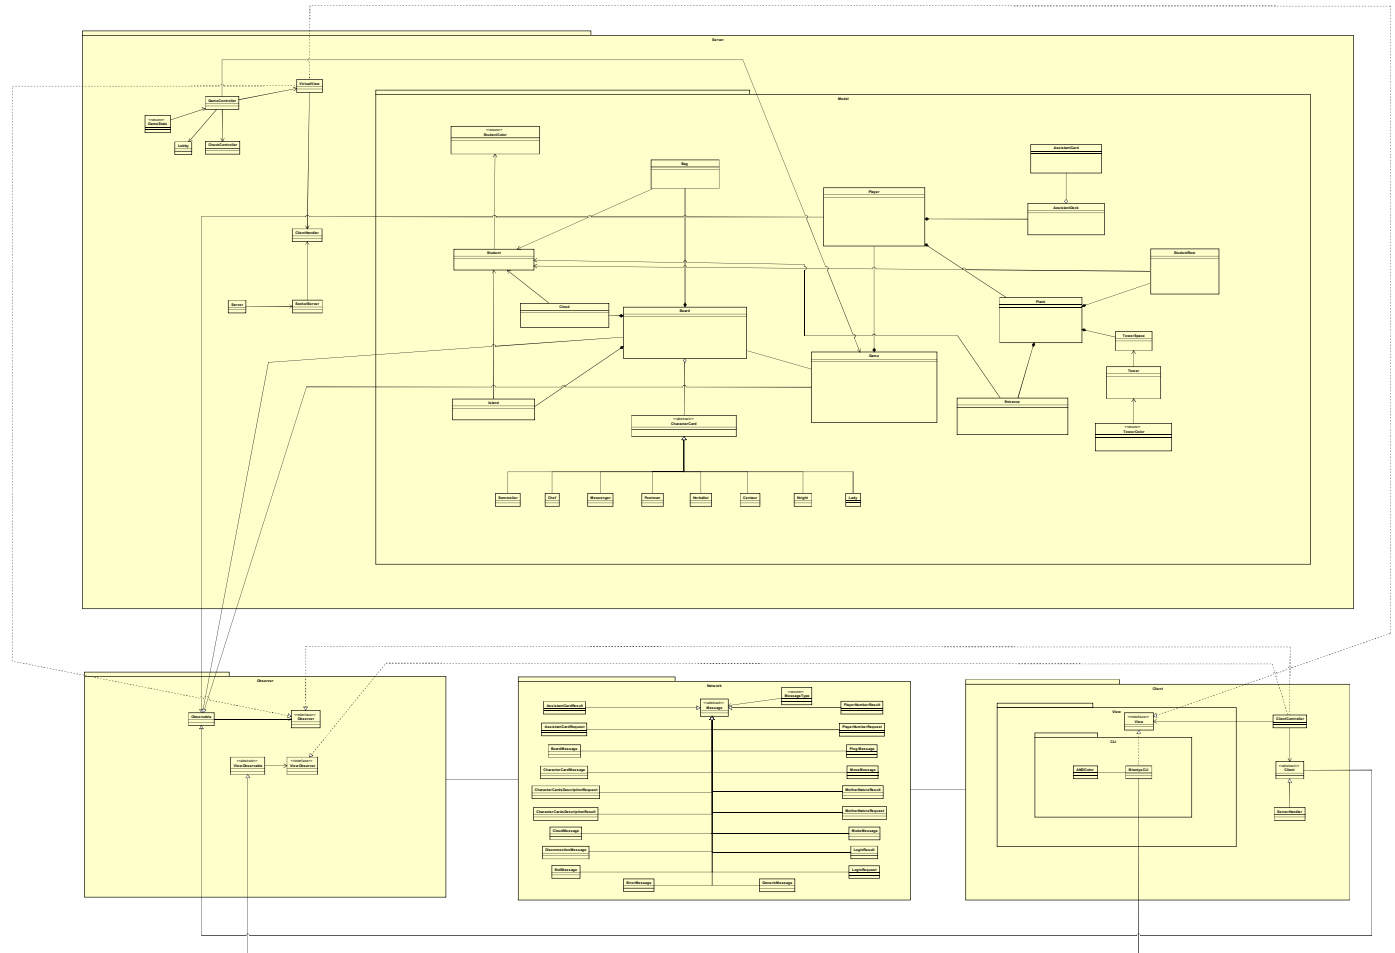 Server
VirtualView
GameController
<<enum>>
GameState
Lobby
CheckController
ClientHandler
Server
SocketServer
Model
<<enum>>
StudentColor
Bag
Player
AssistantCard
AssistantDeck
Student
StudentRow
Cloud
Board
Plank
TowerSpace
Game
Tower
Island
Entrance
<<abstract>>
CharacterCard
<<enum>>
TowerColor
Sommelier
Chef
Messenger
Postman
Herbalist
Centaur
Knight
Lady
Observer
Observable
<<interface>>
Observer
<<abstract>>
ViewObservable
<<interface>>
ViewObserver
Network
<<abstract>>
Message
<<enum>>
MessageType
AssistantCardResult
PlayerNumberResult
AssistantCardRequest
PlayerNumberRequest
BoardMessage
PingMessage
CharacterCardMessage
MoveMessage
CharacterCardsDescriptionRequest
MotherNatureResult
CharacterCardsDescriptionResult
MotherNatureRequest
CloudMessage
ModeMessage
DisconnectionMessage
LoginResult
EndMessage
LoginRequest
ErrorMessage
GenericMessage
Client
View
<<interface>>
View
ClientController
CLI
ANSIColor
EriantysCLI
<<abstract>>
Client
ServerHandler